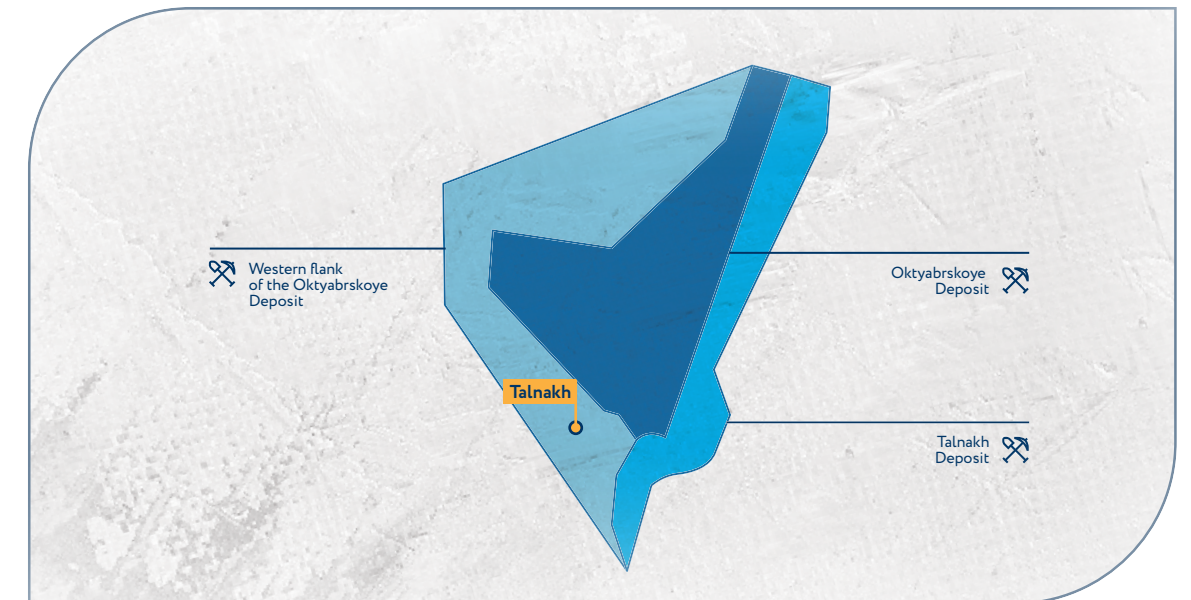 Western flank
of the Oktyabrskoye
Deposit
Oktyabrskoye
Deposit
Talnakh
Talnakh
Deposit